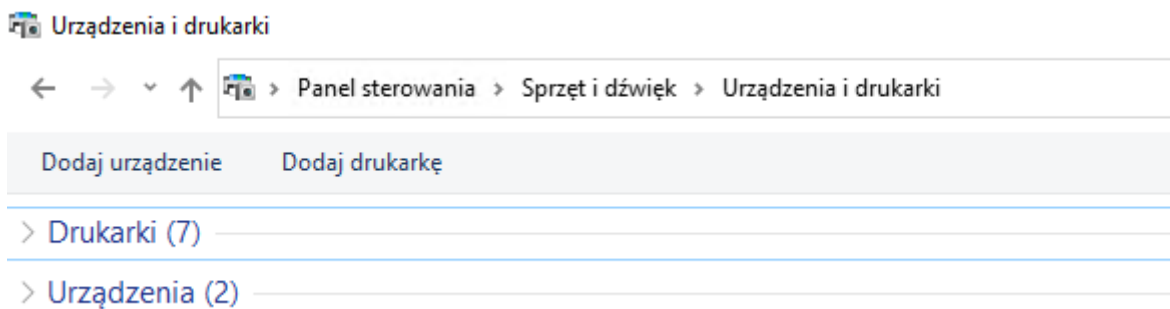 Urządzenia i drukarki
Panel sterowania > Sprzęt i dźwięk > Urządzenia i drukarki
Dodaj urządzenie Dodaj drukarkę
Drukarki (7)
Urządzenia (2)